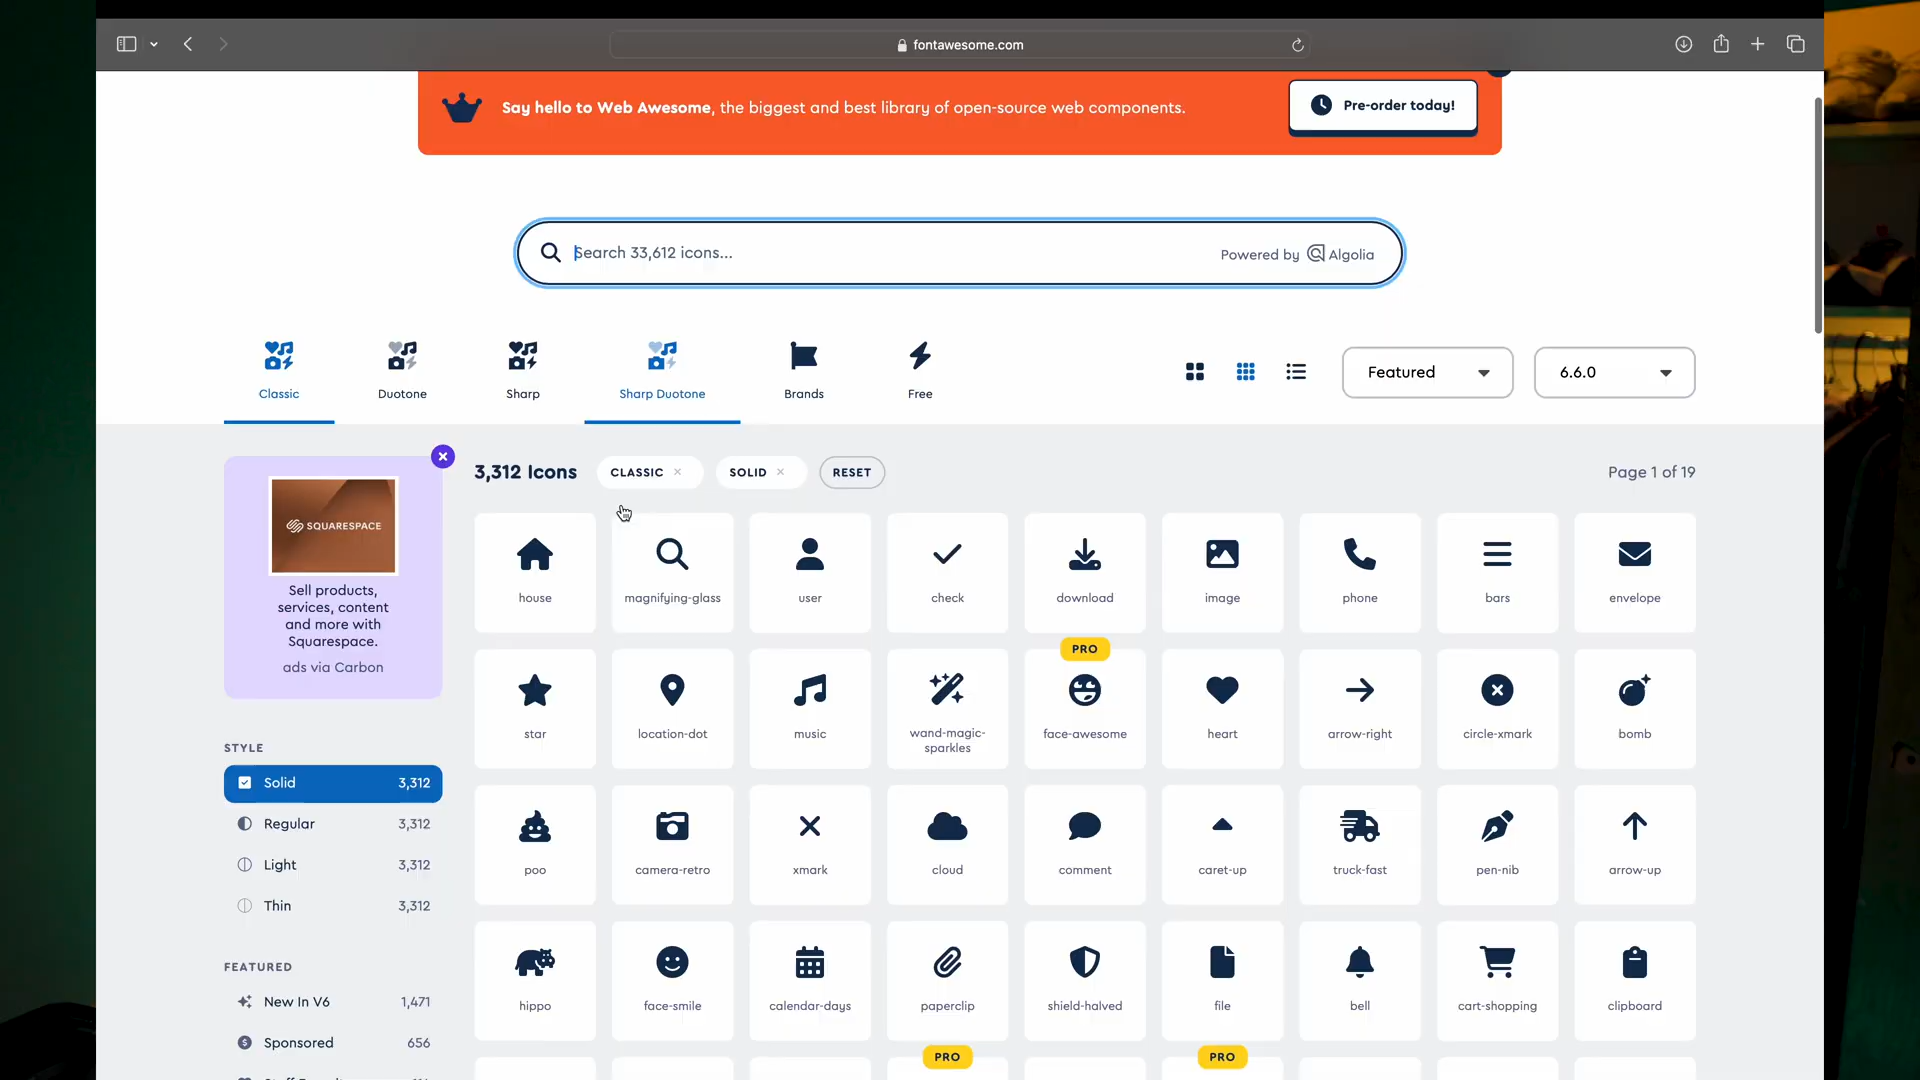 fontawesome.com
Say hello to Web Awesome, the biggest and best library of open-source web components.
Pre-order today!
Search 33,612 icons...
Powered by Algolia
Classic
Duotone
Sharp
Sharp Duotone
Brands
Free
Featured
6.6.0
3,312 Icons
CLASSIC
SOLID
RESET
Page 1 of 19
SQUARESPACE
Sell products,
services, content
and more with
Squarespace.
ads via Carbon
STYLE
Solid 3,312
Regular 3,312
Light 3,312
Thin 3,312
FEATURED
New In V6 1,471
Sponsored 656
house
magnifying-glass
user
check
download
image
phone
bars
envelope
PRO
star
location-dot
music
wand-magic-
sparkles
face-awesome
heart
arrow-right
circle-xmark
bomb
poo
camera-retro
xmark
cloud
comment
caret-up
truck-fast
pen-nib
arrow-up
hippo
face-smile
calendar-days
paperclip
shield-halved
file
bell
cart-shopping
clipboard
PRO
PRO